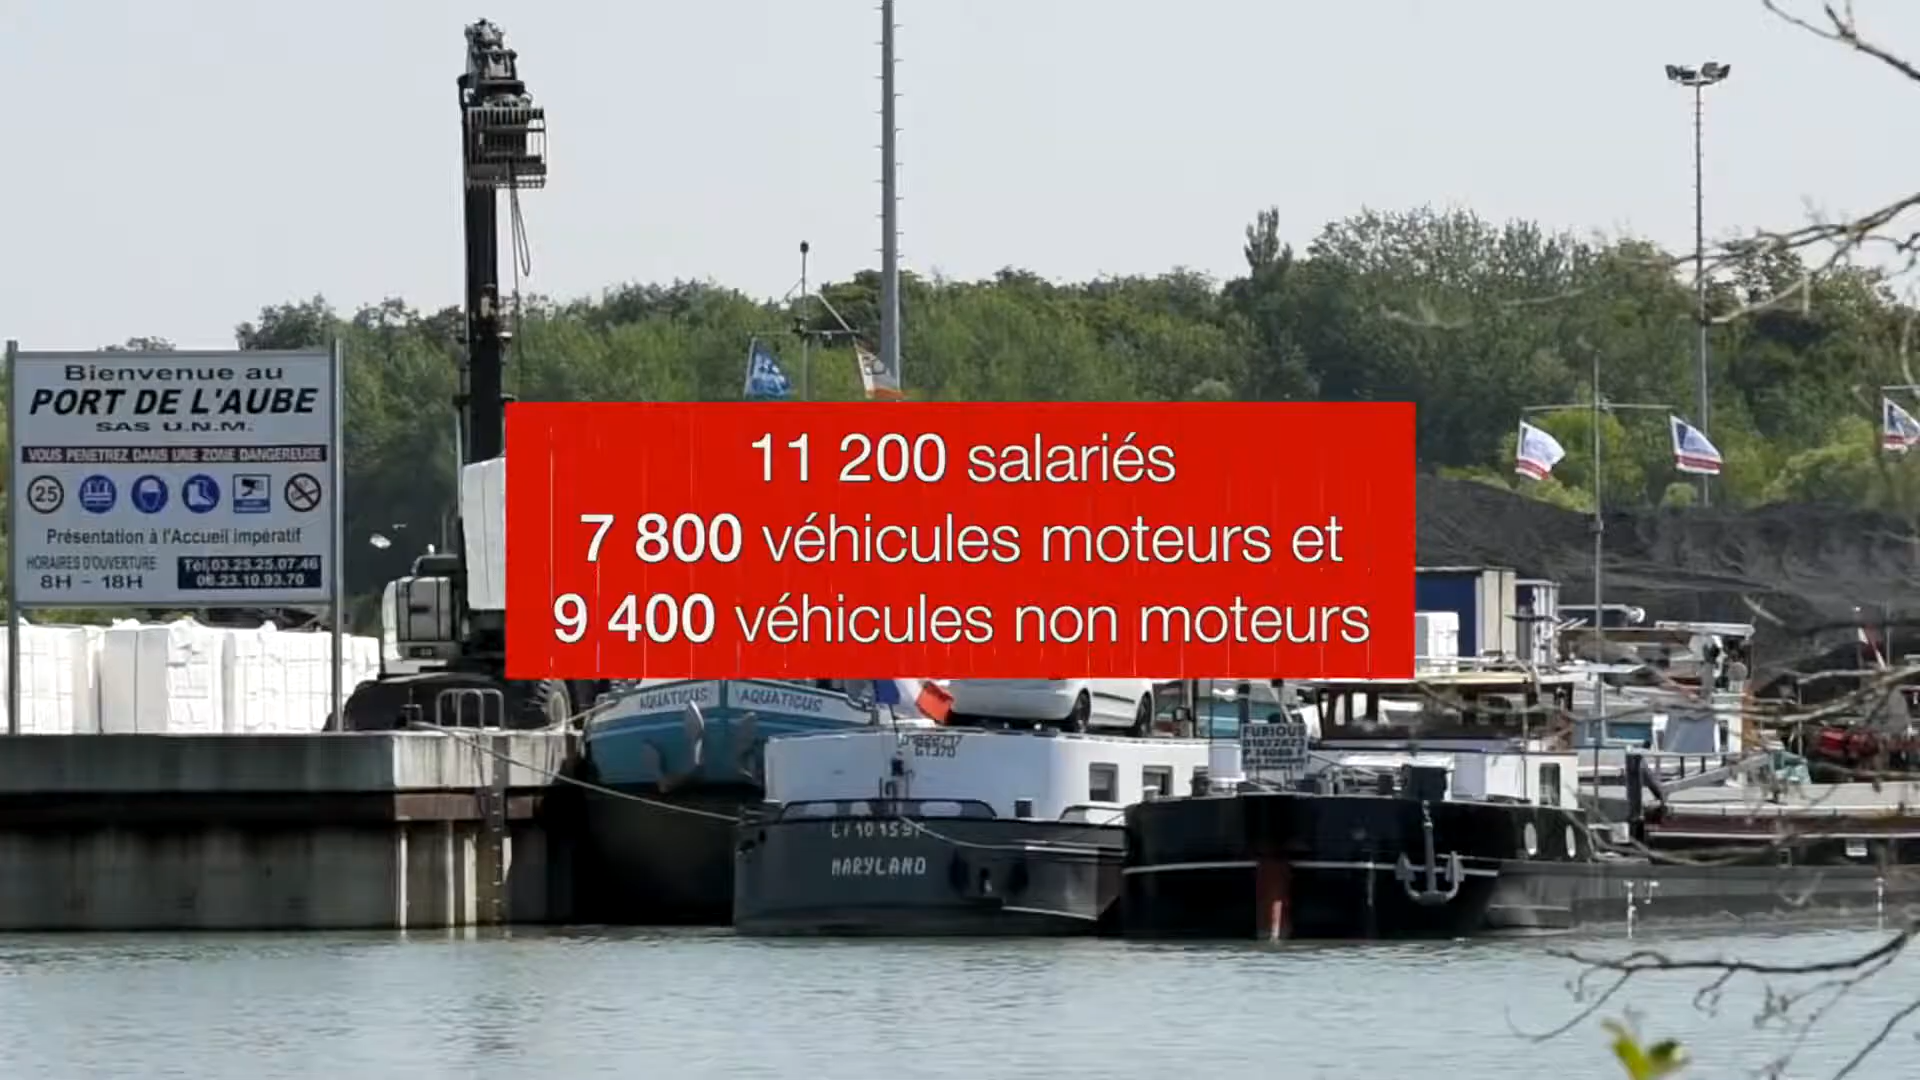 Bienvenue au
PORT DE L'AUBE
SAS U.N.M.
VOUS PENETREZ DANS UNE ZONE DANGEREUSE
25
Présentation à l'Accueil impératif
HORAIRES D'OUVERTURE
8H - 18H
Tél.03.25.25.07.46
06.23.10.93.70
11 200 salariés
7 800 véhicules moteurs et
9 400 véhicules non moteurs
AQUATICUS
AQUATICUS
MARYLAND
FURIOUS